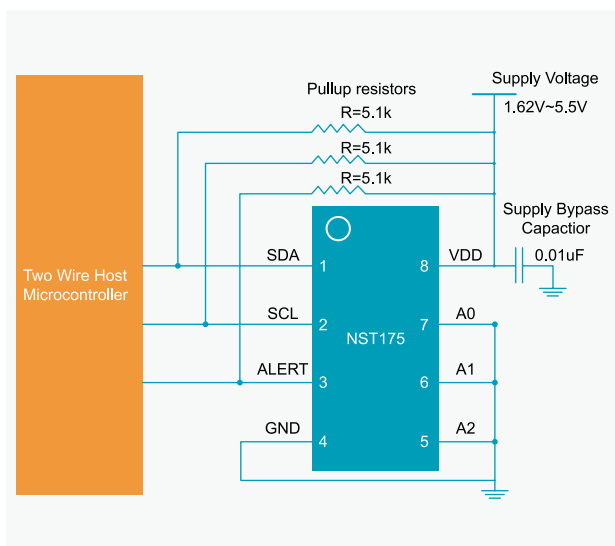 Supply Voltage
1.62V~5.5V
Pullup resistors
R=5.1k
R=5.1k
R=5.1k
Supply Bypass
Capactior
0.01uF
Two Wire Host
Microcontroller
SDA
1
8
VDD
SCL
2
7
A0
NST175
ALERT
3
6
A1
GND
4
5
A2